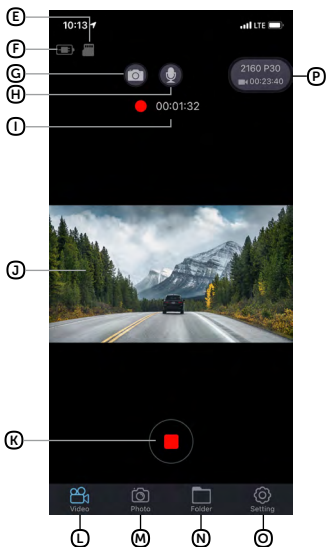 E
10:13
LTE
F
2160 P30
00:23:40
P
G
H
00:01:32
I
J
K
Video
Photo
Folder
Setting
L
M
N
O